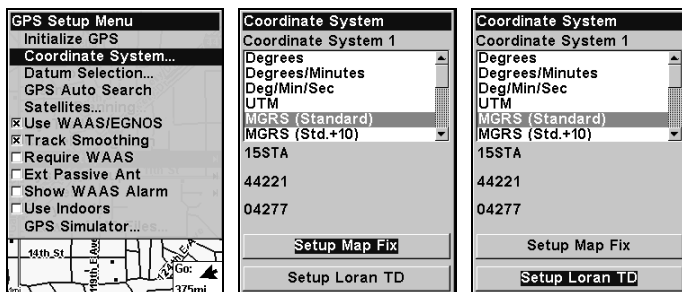 GPS Setup Menu
Initialize GPS
Coordinate System...
Datum Selection...
GPS Auto Search
Satellites...
Use WAAS/EGNOS
Track Smoothing
Require WAAS
Ext Passive Ant
Show WAAS Alarm
Use Indoors
GPS Simulator...
14th St
119th E Ave
Go:
375mi
Coordinate System
Coordinate System 1
Degrees
Degrees/Minutes
Deg/Min/Sec
UTM
MGRS (Standard)
MGRS (Std.+10)
15STA
44221
04277
Setup Map Fix
Setup Loran TD
Coordinate System
Coordinate System 1
Degrees
Degrees/Minutes
Deg/Min/Sec
UTM
MGRS (Standard)
MGRS (Std.+10)
15STA
44221
04277
Setup Map Fix
Setup Loran TD